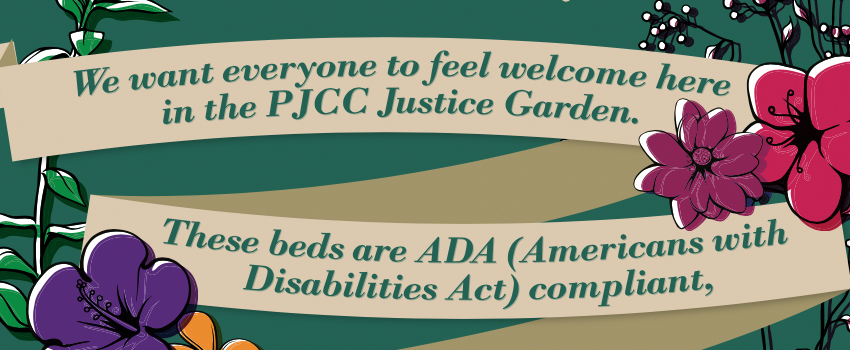 We want everyone to feel welcome here
in the PJCC Justice Garden.
These beds are ADA (Americans with
Disabilities Act) compliant,